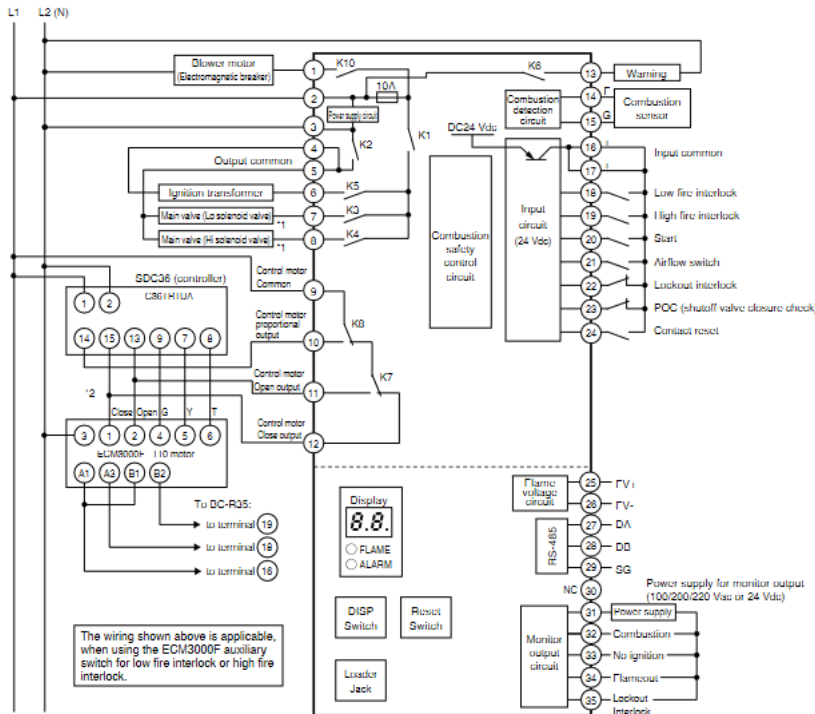 L1 L2 (N)
Blower motor
(Electromagnetic breaker)
1 K10
K6 13 Warning
2 10A
Power supply circuit
3
K1
K2
4
Output common 5
Ignition transformer 6 K5
Main valve (Lo solenoid valve) *1 7 K3
Main valve (Hi solenoid valve) *1 8 K4
Combustion
detection
circuit
14 F
15 G
Combustion
sensor
DC24 Vdc
Combustion
safety
control
circuit
Input
circuit
(24 Vdc)
16
17
Input common
18 Low fire interlock
19 High fire interlock
20 Start
21 Airflow switch
22 Lockout interlock
23 POC (shutoff valve closure check)
24 Contact reset
SDC36 (controller)
1 2
14 15 13 9 7 8
Control motor
Common
9
Control motor
proportional
output
10
K8
Control motor
Open output
11
K7
Control motor
Close output
12
*2
Close Open G Y T
3 1 2 4 5 6
ECM3000F 110 motor
A1 A3 B1 B2
To BC-R35:
to terminal 19
to terminal 18
to terminal 16
The wiring shown above is applicable,
when using the ECM3000F auxiliary
switch for low fire interlock or high fire
interlock.
Display
8.8.
FLAME
ALARM
DISP
Switch
Reset
Switch
Loader
Jack
Flame
voltage
circuit
25 FV+
26 FV-
RS-485
27 DA
28 DB
29 SG
NC 30
Power supply for monitor output
(100/200/220 Vac or 24 Vdc)
Monitor
output
circuit
31 Power supply
32 Combustion
33 No ignition
34 Flameout
35 Lockout
Interlock